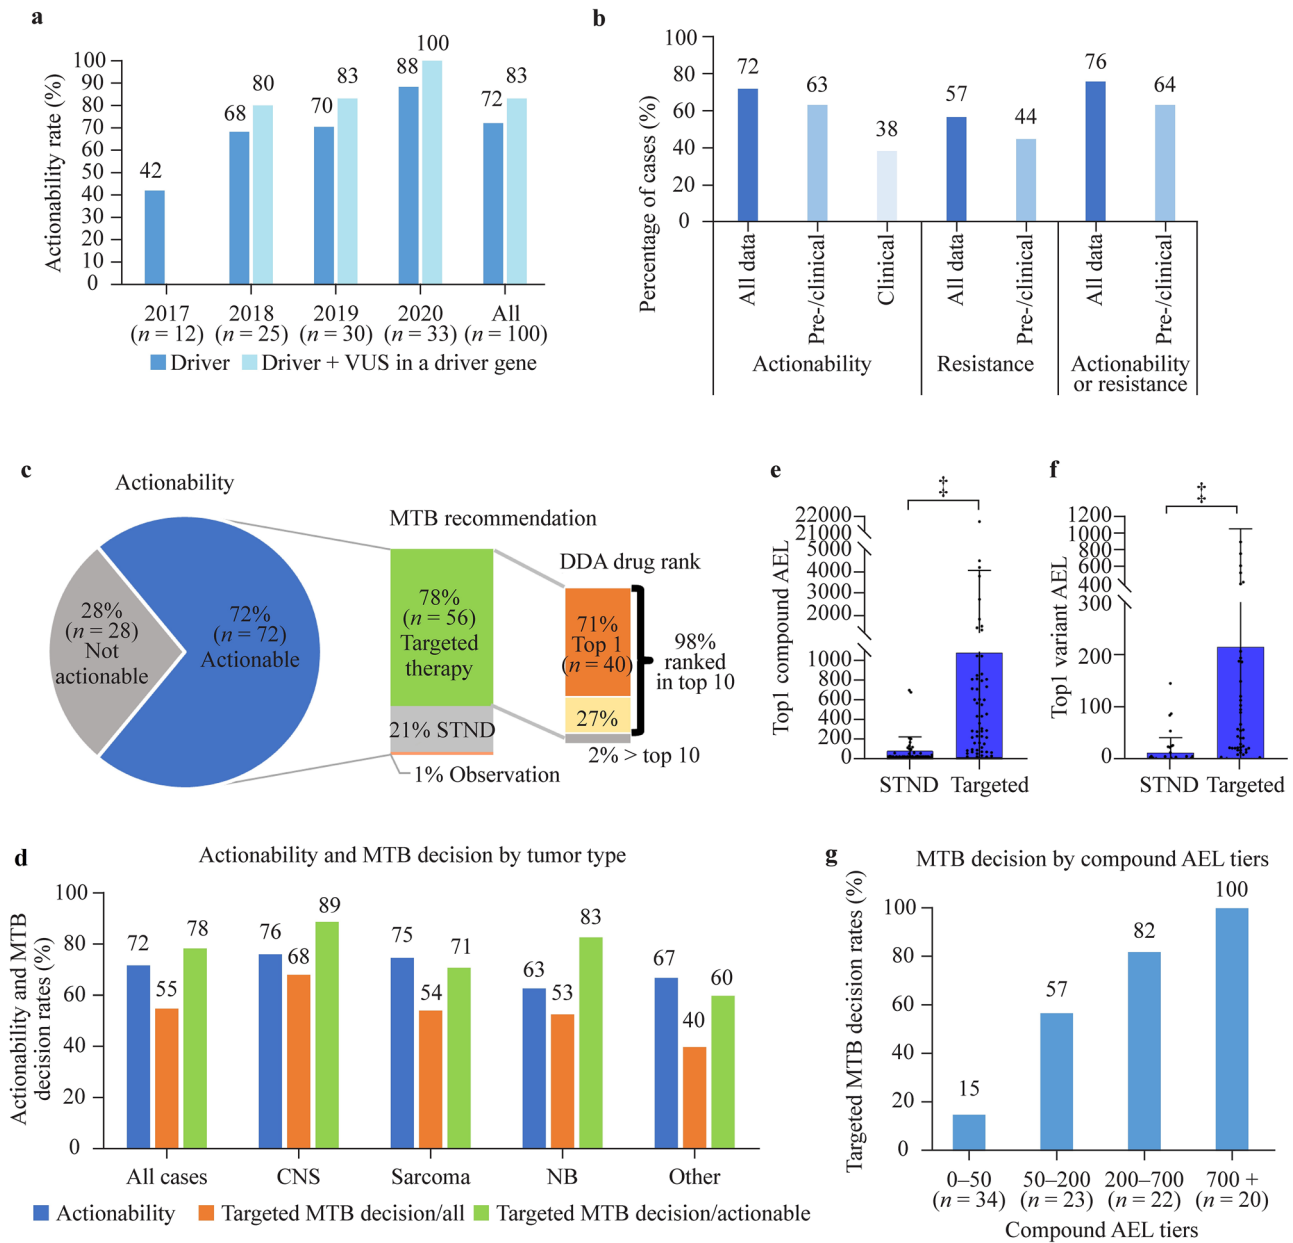 a
Actionability rate (%)
100
90
80
70
60
50
40
30
20
10
0
42
68
80
70
83
88
100
72
83
2017
(n = 12)
2018
(n = 25)
2019
(n = 30)
2020
(n = 33)
All
(n = 100)
Driver
Driver + VUS in a driver gene
b
Percentage of cases (%)
100
80
60
40
20
0
72
63
38
57
44
76
64
All data
Pre-/clinical
Clinical
All data
Pre-/clinical
All data
Pre-/clinical
Actionability
Resistance
Actionability
or resistance
c
Actionability
28%
(n = 28)
Not
actionable
72%
(n = 72)
Actionable
MTB recommendation
78%
(n = 56)
Targeted
therapy
21% STND
1% Observation
DDA drug rank
71%
Top 1
(n = 40)
27%
2% > top 10
98%
ranked
in top 10
e
Top1 compound AEL
22000
21000
5000
4000
3000
2000
1000
800
600
400
200
0
‡
STND
Targeted
f
Top1 variant AEL
1200
1000
800
600
400
300
200
100
0
‡
STND
Targeted
d
Actionability and MTB decision by tumor type
Actionability and MTB
decision rates (%)
100
80
60
40
20
0
72
55
78
76
68
89
75
54
71
63
53
83
67
40
60
All cases
CNS
Sarcoma
NB
Other
Actionability
Targeted MTB decision/all
Targeted MTB decision/actionable
g
MTB decision by compound AEL tiers
Targeted MTB decision rates (%)
100
80
60
40
20
0
15
57
82
100
0–50
(n = 34)
50–200
(n = 23)
200–700
(n = 22)
700 +
(n = 20)
Compound AEL tiers